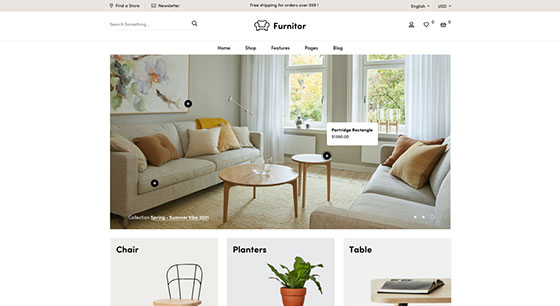 Find a Store Newsletter Free shipping for orders over $59 ! English USD
Search Something... Furnitor 0 0
Home Shop Features Pages Blog
Partridge Rectangle
$1390.00
Collection Spring - Summer Vibe 2021
Chair Planters Table